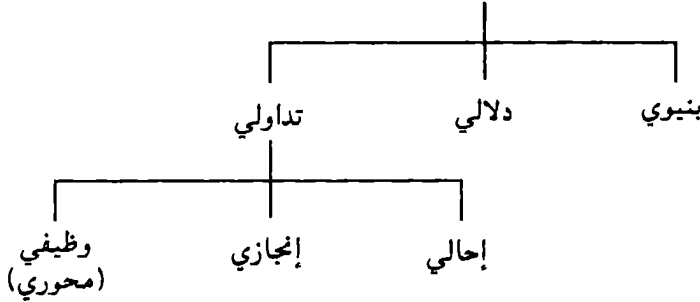 بنيوي
دلالي
تداولي
إحالي
إنجازي
وظيفي
(محوري)